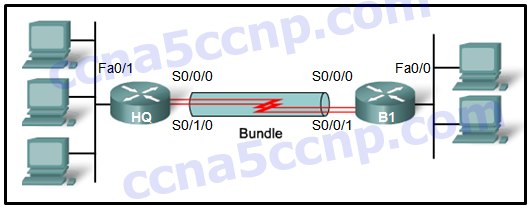 ccna5ccnp.com
Fa0/1
S0/0/0
S0/0/0
Fa0/0
HQ
B1
S0/1/0
Bundle
S0/0/1
ccna5ccnp.com